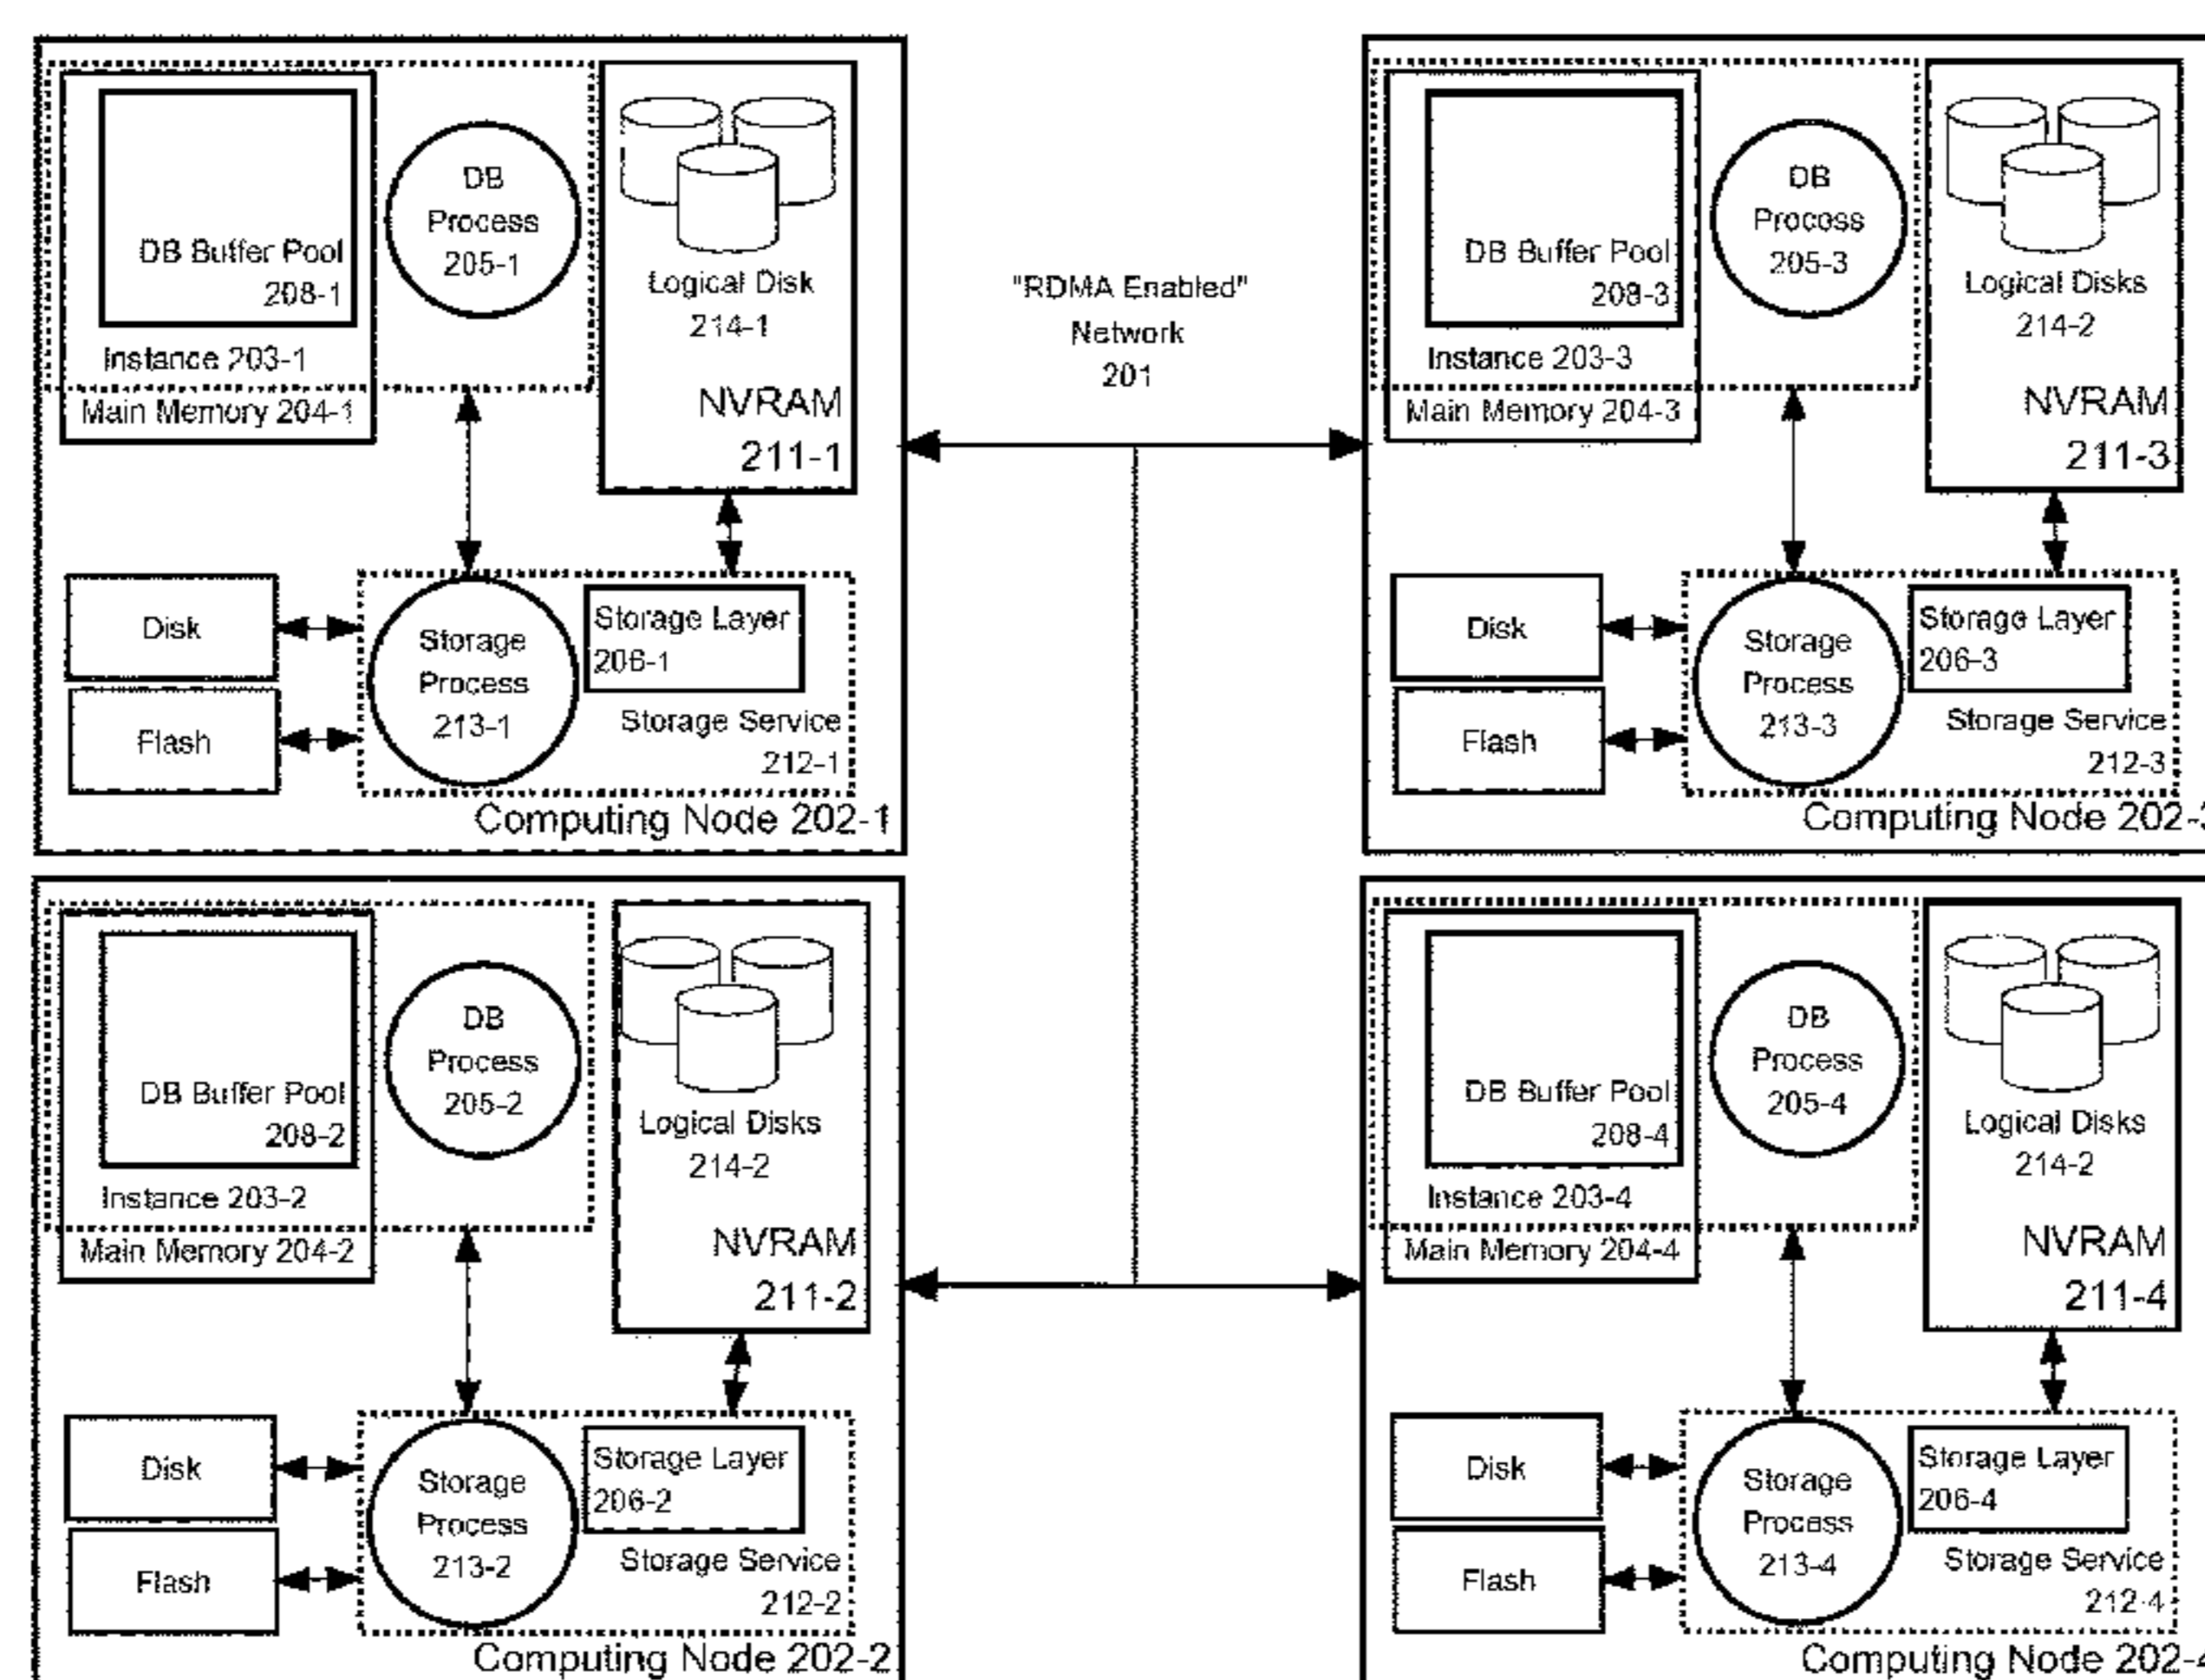 DB Buffer Pool
208-1
Instance 203-1
Main Memory 204-1
DB
Process
205-1
Logical Disk
214-1
NVRAM
211-1
Disk
Flash
Storage
Process
213-1
Storage Layer
206-1
Storage Service
212-1
Computing Node 202-1
"RDMA Enabled"
Network
201
DB Buffer Pool
208-3
Instance 203-3
Main Memory 204-3
DB
Process
205-3
Logical Disks
214-2
NVRAM
211-3
Disk
Flash
Storage
Process
213-3
Storage Layer
206-3
Storage Service
212-3
Computing Node 202-3
DB Buffer Pool
208-2
Instance 203-2
Main Memory 204-2
DB
Process
205-2
Logical Disks
214-2
NVRAM
211-2
Disk
Flash
Storage
Process
213-2
Storage Layer
206-2
Storage Service
212-2
Computing Node 202-2
DB Buffer Pool
208-4
Instance 203-4
Main Memory 204-4
DB
Process
205-4
Logical Disks
214-2
NVRAM
211-4
Disk
Flash
Storage
Process
213-4
Storage Layer
206-4
Storage Service
212-4
Computing Node 202-4